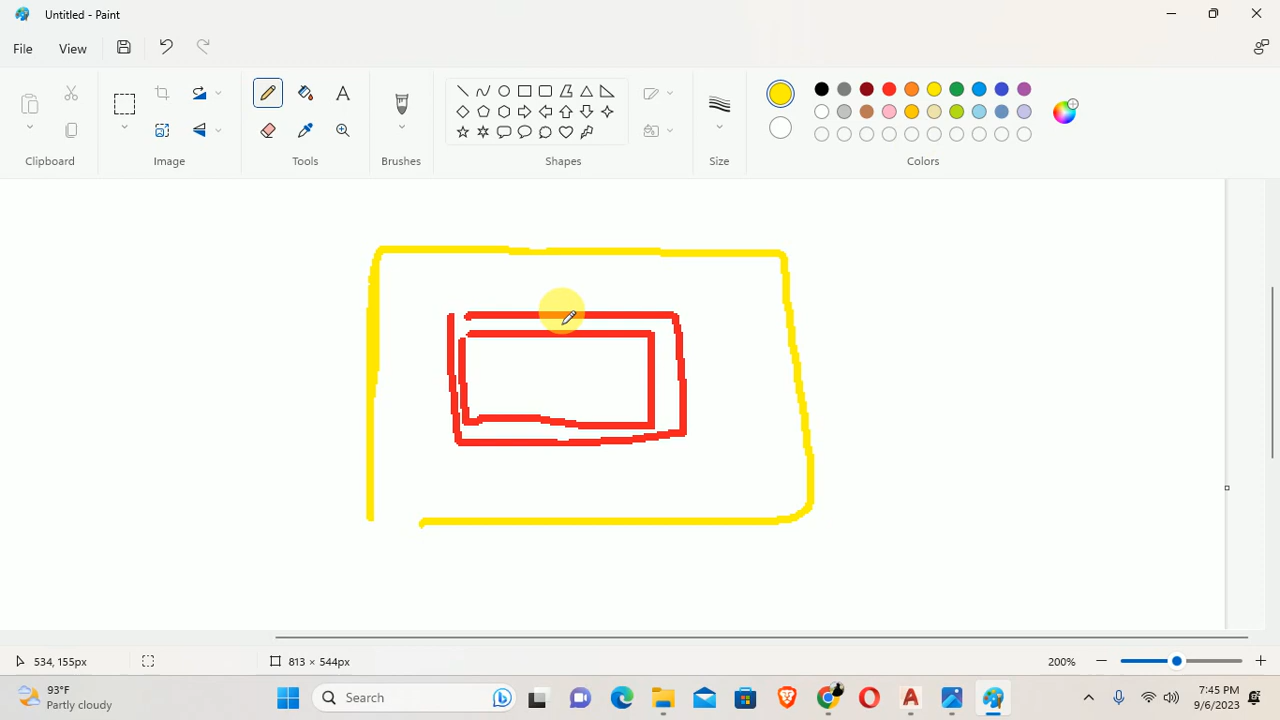 Untitled - Paint
File View
Clipboard Image Tools Brushes Shapes Size Colors
534, 155px 813 × 544px 200%
93°F
Partly cloudy
Search
7:45 PM
9/6/2023